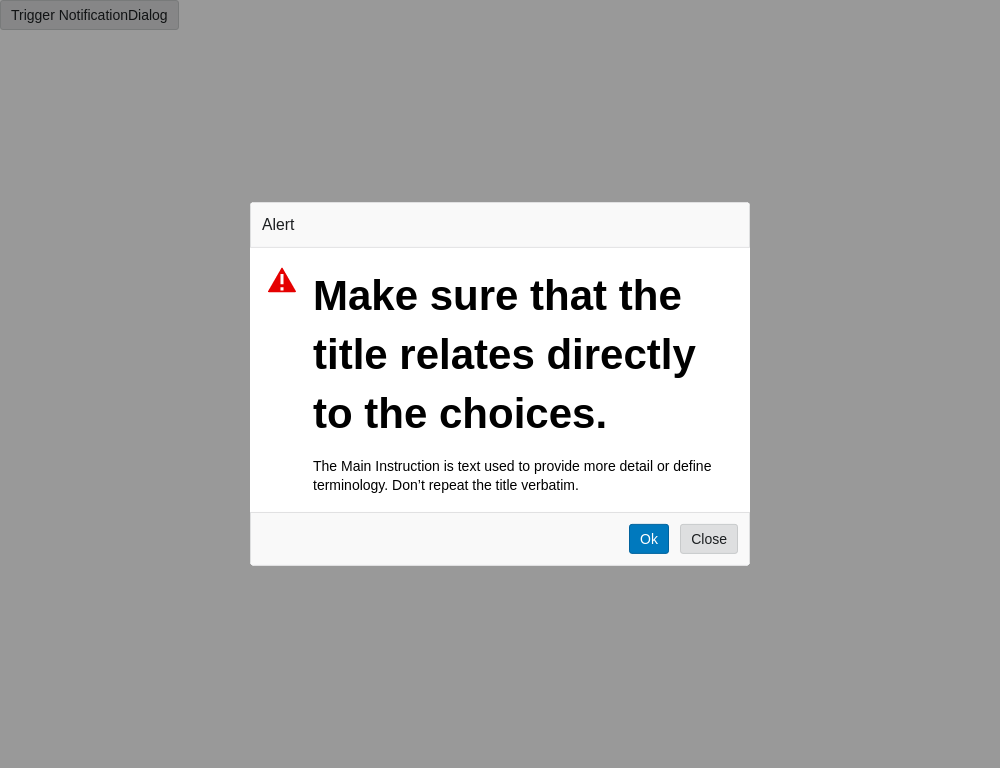 Trigger NotificationDialog
Alert
Make sure that the
title relates directly
to the choices.
The Main Instruction is text used to provide more detail or define
terminology. Don’t repeat the title verbatim.
Ok
Close